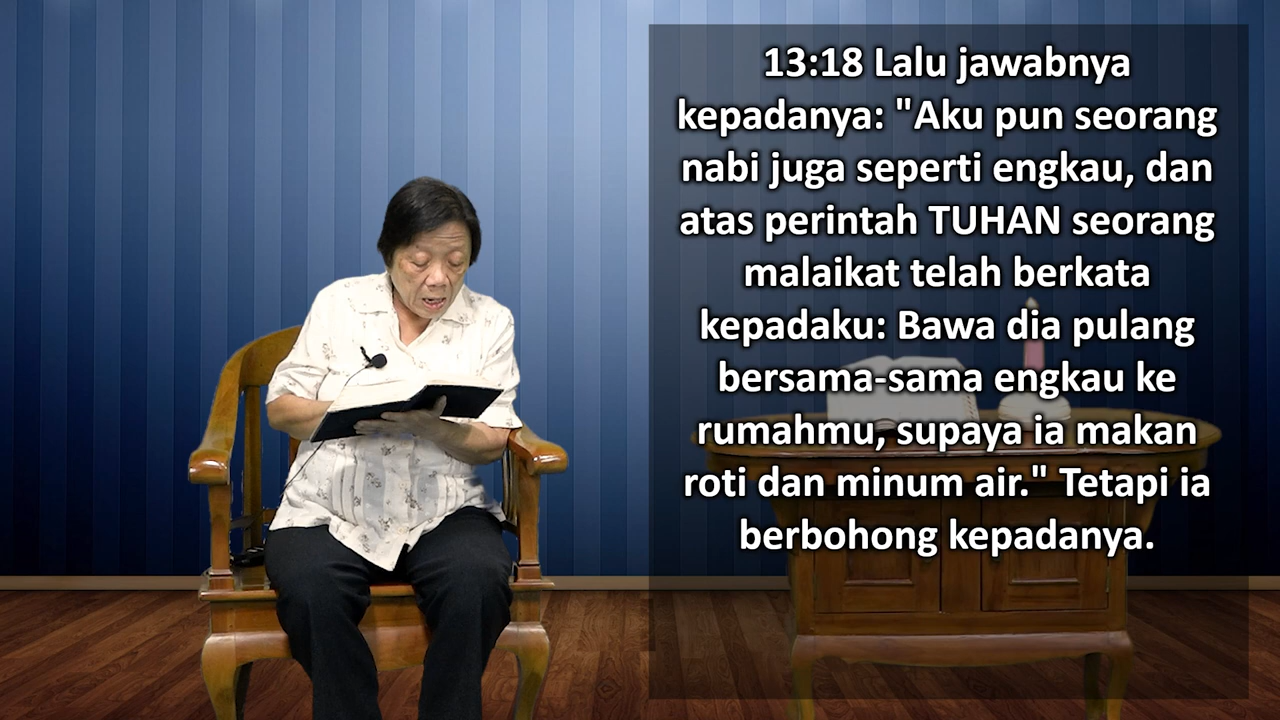 13:18 Lalu jawabnya
kepadanya: "Aku pun seorang
nabi juga seperti engkau, dan
atas perintah TUHAN seorang
malaikat telah berkata
kepadaku: Bawa dia pulang
bersama-sama engkau ke
rumahmu, supaya ia makan
roti dan minum air." Tetapi ia
berbohong kepadanya.